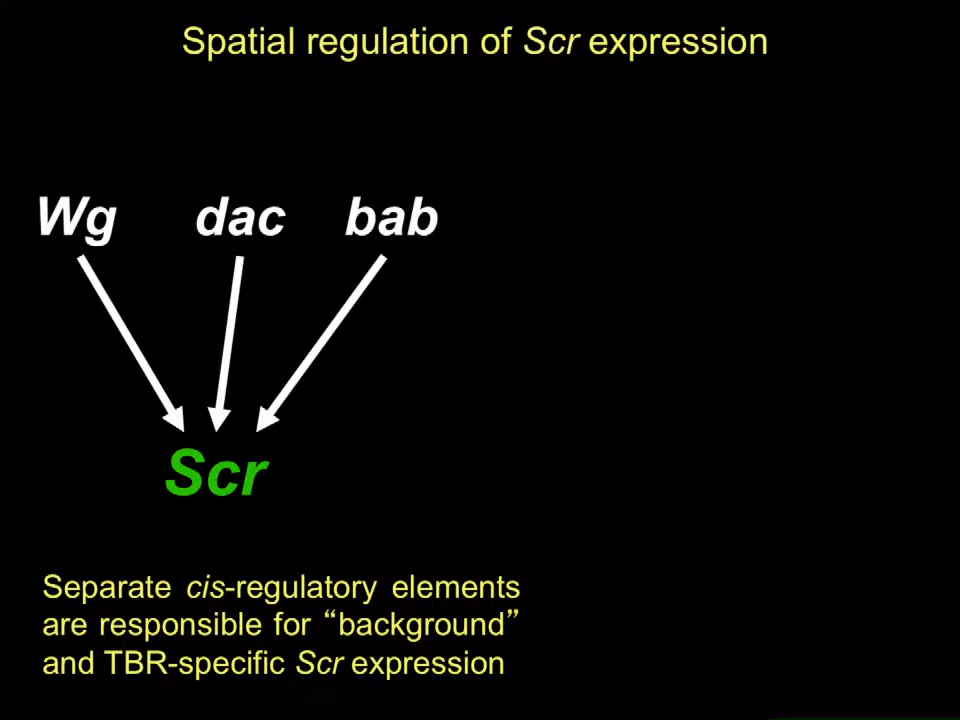 Spatial regulation of Scr expression
Wg dac bab
Scr
Separate cis-regulatory elements
are responsible for “background”
and TBR-specific Scr expression